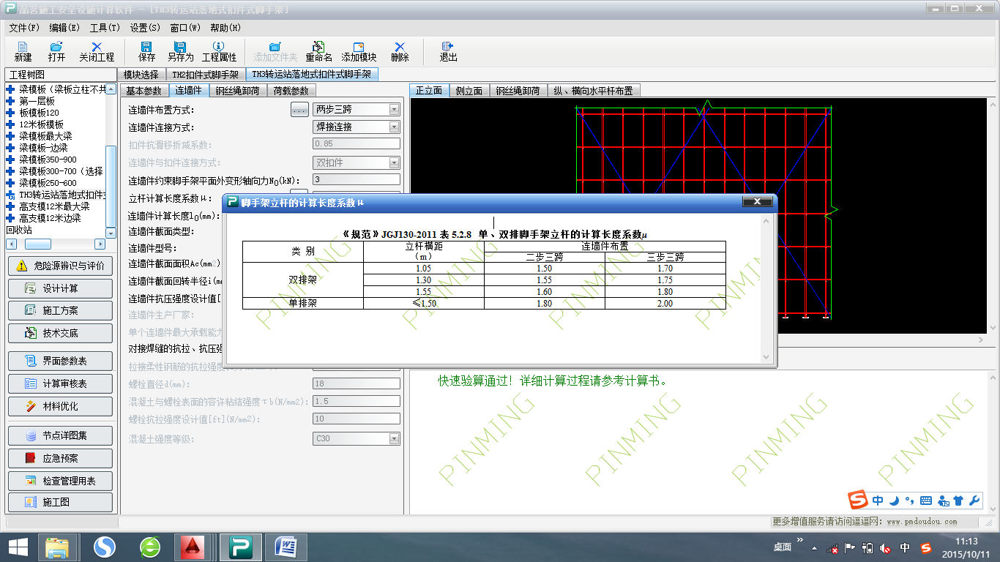 品茗施工安全设施计算软件 - [TH3转运站落地式扣件式脚手架]
文件(F) 编辑(E) 工具(T) 设置(S) 窗口(W) 帮助(H)
新建 打开 关闭工程 保存 另存为 工程属性 添加文件夹 重命名 添加模块 删除 退出
工程树图
模块选择 TH2扣件式脚手架 TH3转运站落地式扣件式脚手架
梁模板（梁板立柱不共
第一层板
板模板120
12米板模板
梁模板最大梁
梁模板-边梁
梁模板350-900
梁模板300-700（选择
梁模板250-600
TH3转运站落地式扣件式
高支模12米最大梁
高支模12米边梁
回收站
危险源辨识与评价
设计计算
施工方案
技术交底
界面参数表
计算审核表
材料优化
节点详图集
应急预案
检查管理用表
施工图
基本参数 连墙件 钢丝绳卸荷 荷载参数
连墙件布置方式: ... 两步三跨
连墙件连接方式: 焊接连接
扣件抗滑移折减系数: 0.85
连墙件与扣件连接方式: 双扣件
连墙件约束脚手架平面外变形轴向力N0(kN): 3
立杆计算长度系数μ:
连墙件计算长度l0(mm):
连墙件截面类型:
连墙件型号:
连墙件截面面积Ac(mm2)
连墙件截面回转半径i(mm
连墙件抗压强度设计值[
连墙件生产厂家:
单个连墙件最大承载能力
对接焊缝的抗拉、抗压强
螺栓直径d(mm): 18
混凝土与螺栓表面的容许粘结强度τb(N/mm2): 1.5
螺栓抗拉强度设计值[ft](N/mm2): 10
混凝土强度等级: C30
正立面 侧立面 钢丝绳卸荷 纵、横向水平杆布置
脚手架立杆的计算长度系数μ
《规范》JGJ130-2011 表 5.2.8 单、双排脚手架立杆的计算长度系数μ
类 别 立杆横距（m） 连墙件布置
二步三跨 三步三跨
双排架 1.05 1.50 1.70
1.30 1.55 1.75
1.55 1.60 1.80
单排架 ≤1.50 1.80 2.00
PINMING PINMING PINMING PINMING
快速验算通过! 详细计算过程请参考计算书。
PINMING PINMING PINMING PINMING
中
更多增值服务请访问逗逗网: www.pmdoudou.com
桌面 中 11:13
2015/10/11